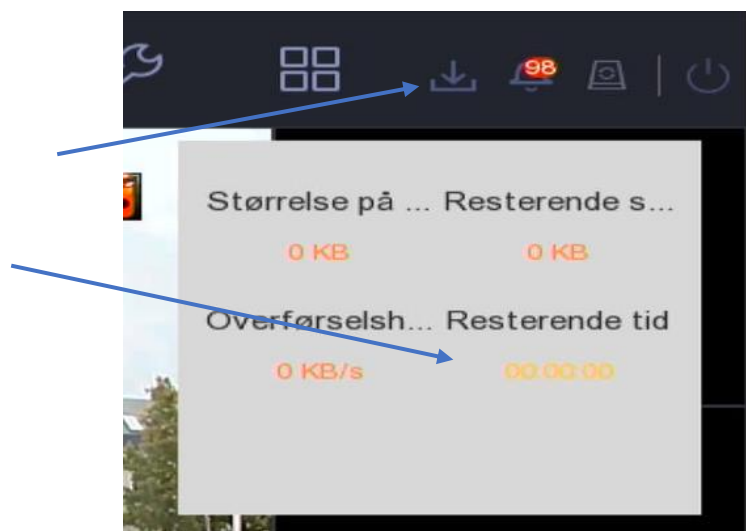 98
Størrelse på ... Resterende s...
0 KB 0 KB
Overførselsh... Resterende tid
0 KB/s 00:00:00